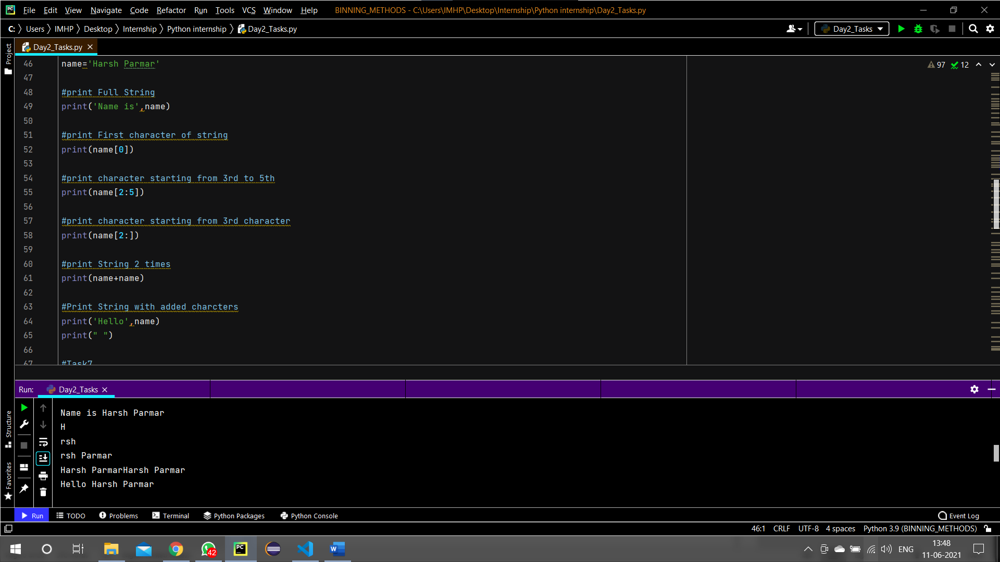 File Edit View Navigate Code Refactor Run Tools VCS Window Help BINNING_METHODS - C:\Users\IMHP\Desktop\Internship\Python internship\Day2_Tasks.py
C: Users IMHP Desktop Internship Python internship Day2_Tasks.py Day2_Tasks
Project
Day2_Tasks.py
97 12
46 name='Harsh Parmar'
47
48 #print Full String
49 print('Name is',name)
50
51 #print First character of string
52 print(name[0])
53
54 #print character starting from 3rd to 5th
55 print(name[2:5])
56
57 #print character starting from 3rd character
58 print(name[2:])
59
60 #print String 2 times
61 print(name+name)
62
63 #Print String with added charcters
64 print('Hello',name)
65 print(" ")
66
67 #Task7
Run: Day2_Tasks
Structure
Favorites
Name is Harsh Parmar
H
rsh
rsh Parmar
Harsh ParmarHarsh Parmar
Hello Harsh Parmar
Run TODO Problems Terminal Python Packages Python Console Event Log
46:1 CRLF UTF-8 4 spaces Python 3.9 (BINNING_METHODS)
42
ENG
13:48
11-06-2021